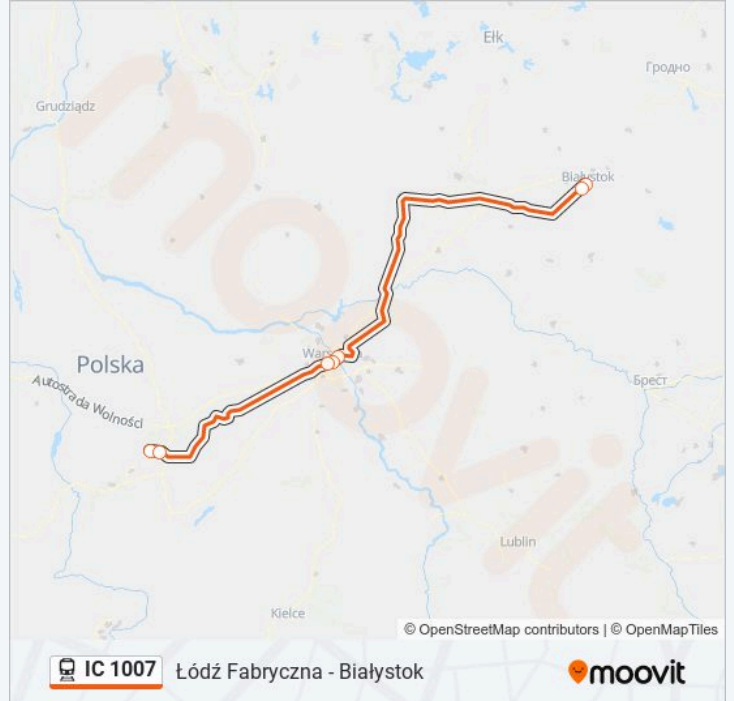 Ełk
Гродно
Grudziądz
Białystok
Polska
Autostrada Wolności
Брест
Lublin
Kielce
© OpenStreetMap contributors | © OpenMapTiles
IC 1007 Łódź Fabryczna - Białystok
moovit
moovit